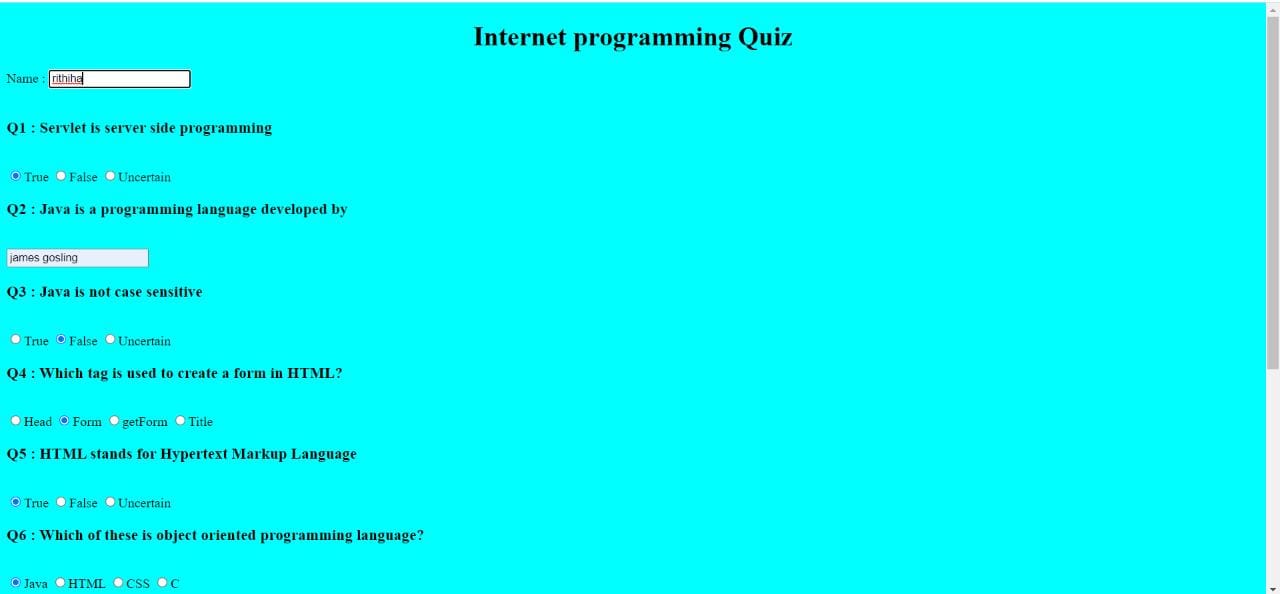 Internet programming Quiz
Name : rithiha
Q1 : Servlet is server side programming
True False Uncertain
Q2 : Java is a programming language developed by
james gosling
Q3 : Java is not case sensitive
True False Uncertain
Q4 : Which tag is used to create a form in HTML?
Head Form getForm Title
Q5 : HTML stands for Hypertext Markup Language
True False Uncertain
Q6 : Which of these is object oriented programming language?
Java HTML CSS C